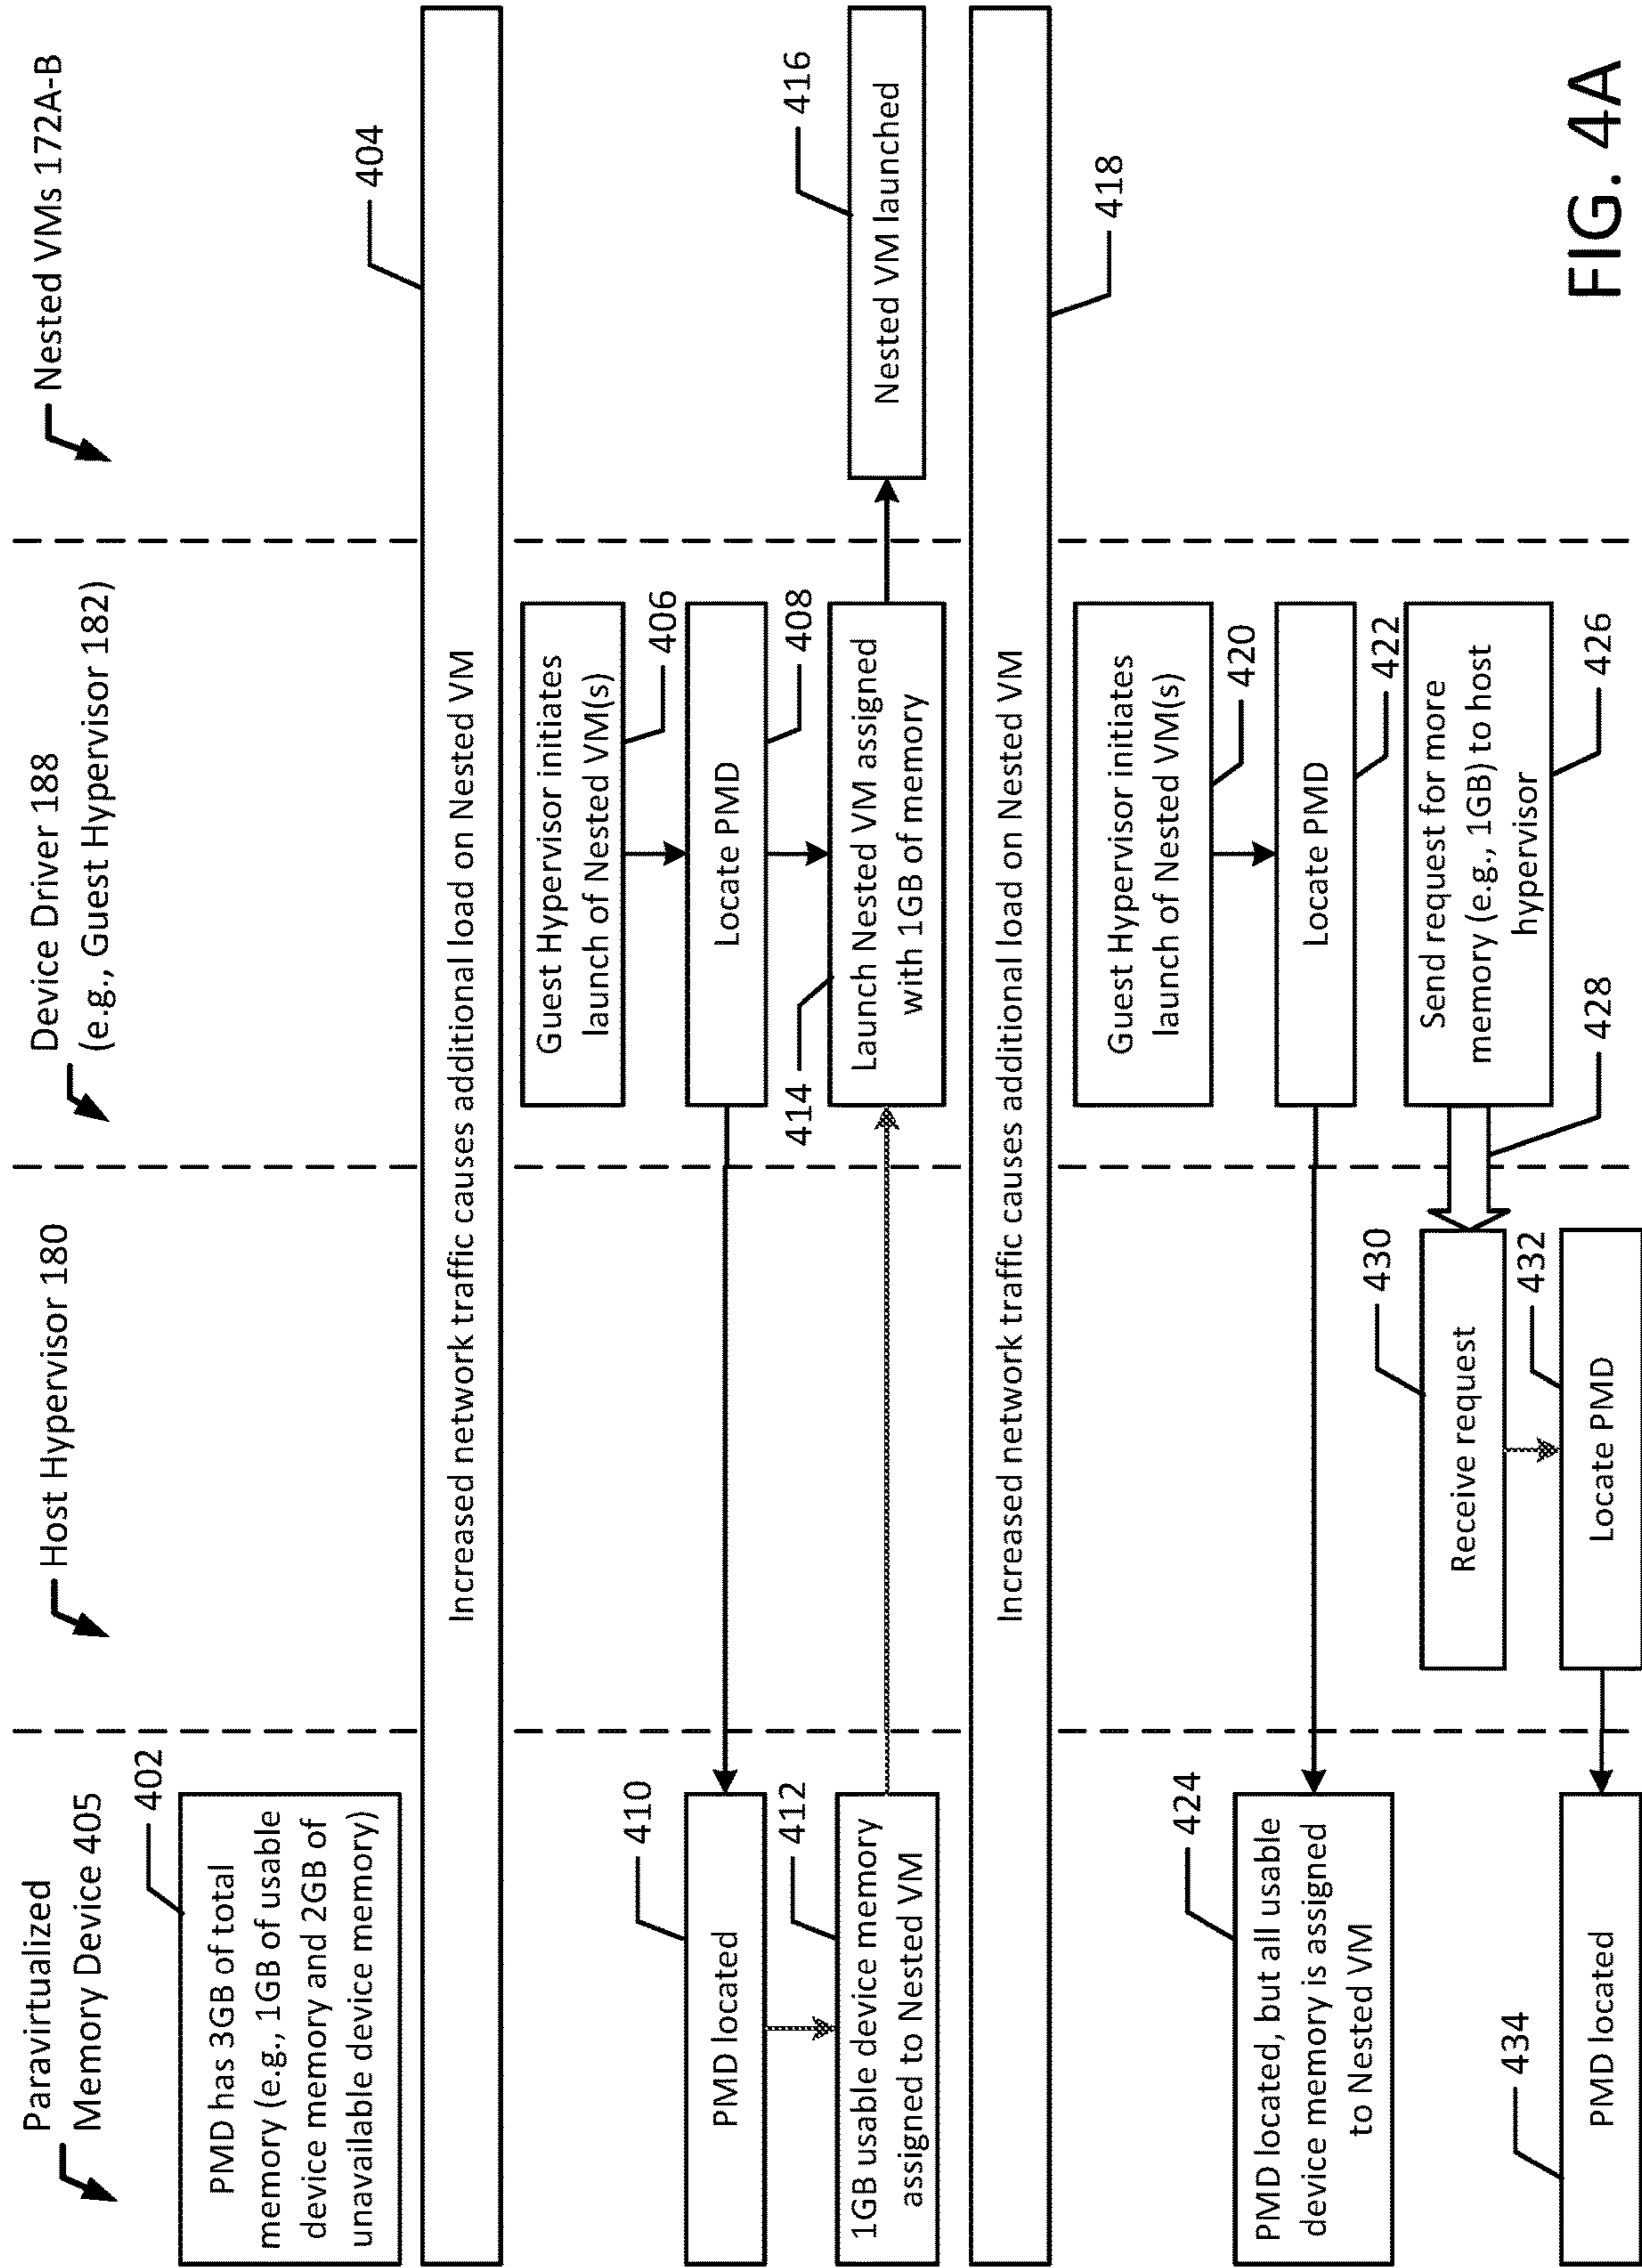 Paravirtualized
Memory Device 405
Host Hypervisor 180
Device Driver 188
(e.g., Guest Hypervisor 182)
Nested VMs 172A-B
402
PMD has 3GB of total
memory (e.g., 1GB of usable
device memory and 2GB of
unavailable device memory)
404
Increased network traffic causes additional load on Nested VM
Guest Hypervisor initiates
launch of Nested VM(s)
406
410
PMD located
Locate PMD
408
412
1GB usable device memory
assigned to Nested VM
414
Launch Nested VM assigned
with 1GB of memory
416
Nested VM launched
Increased network traffic causes additional load on Nested VM
418
Guest Hypervisor initiates
launch of Nested VM(s)
420
424
PMD located, but all usable
device memory is assigned
to Nested VM
Locate PMD
422
Send request for more
memory (e.g., 1GB) to host
hypervisor
426
428
430
Receive request
432
Locate PMD
434
PMD located
FIG. 4A